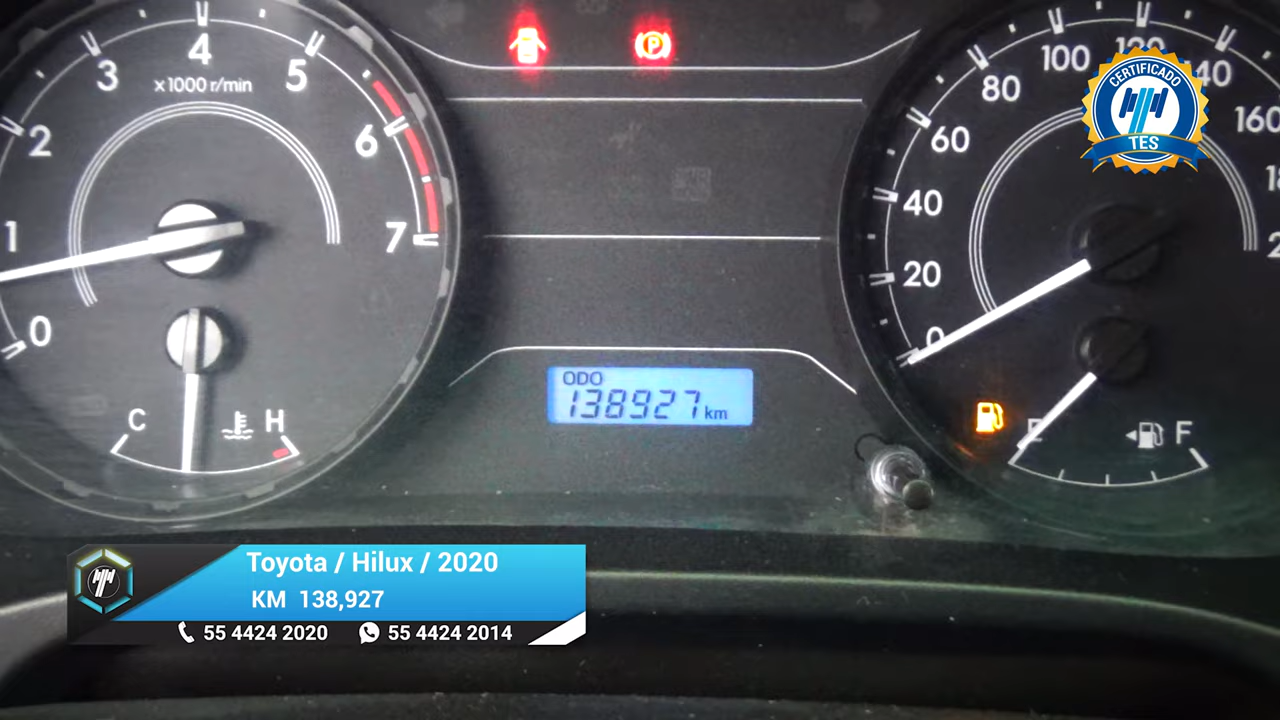 4
3
5
x1000 r/min
2
6
1
7
0
C
H
100
120
80
140
60
160
40
20
0
E
F
CERTIFICADO
TES
P
ODO
138927 km
Toyota / Hilux / 2020
KM 138,927
55 4424 2020
55 4424 2014